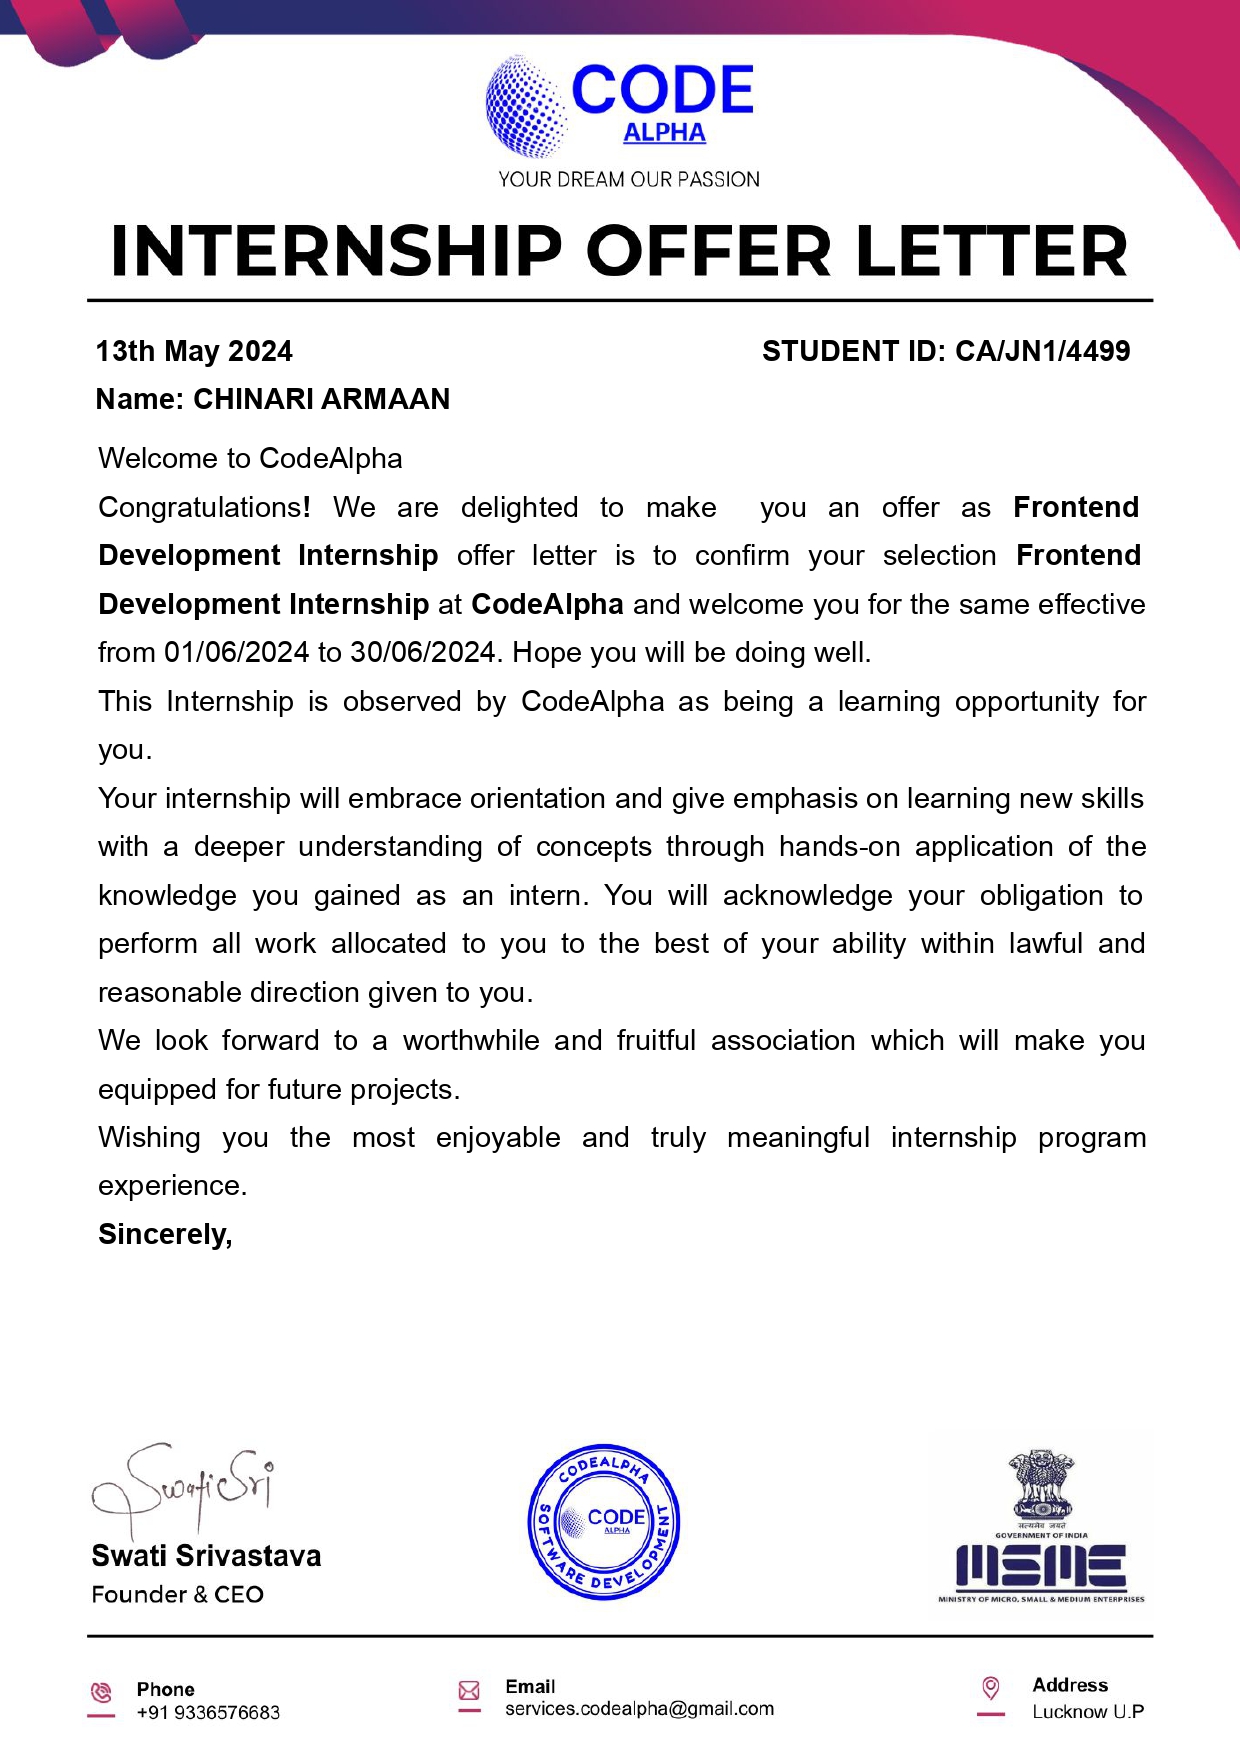 CODE
ALPHA
YOUR DREAM OUR PASSION
INTERNSHIP OFFER LETTER
13th May 2024 STUDENT ID: CA/JN1/4499
Name: CHINARI ARMAAN
Welcome to CodeAlpha
Congratulations! We are delighted to make you an offer as Frontend
Development Internship offer letter is to confirm your selection Frontend
Development Internship at CodeAlpha and welcome you for the same effective
from 01/06/2024 to 30/06/2024. Hope you will be doing well.
This Internship is observed by CodeAlpha as being a learning opportunity for
you.
Your internship will embrace orientation and give emphasis on learning new skills
with a deeper understanding of concepts through hands-on application of the
knowledge you gained as an intern. You will acknowledge your obligation to
perform all work allocated to you to the best of your ability within lawful and
reasonable direction given to you.
We look forward to a worthwhile and fruitful association which will make you
equipped for future projects.
Wishing you the most enjoyable and truly meaningful internship program
experience.
Sincerely,
Swati Sri
Swati Srivastava
Founder & CEO
CODEALPHA
SOFTWARE DEVELOPMENT
CODE
ALPHA
सत्यमेव जयते
GOVERNMENT OF INDIA
MSME
MINISTRY OF MICRO, SMALL & MEDIUM ENTERPRISES
Phone
+91 9336576683
Email
services.codealpha@gmail.com
Address
Lucknow U.P